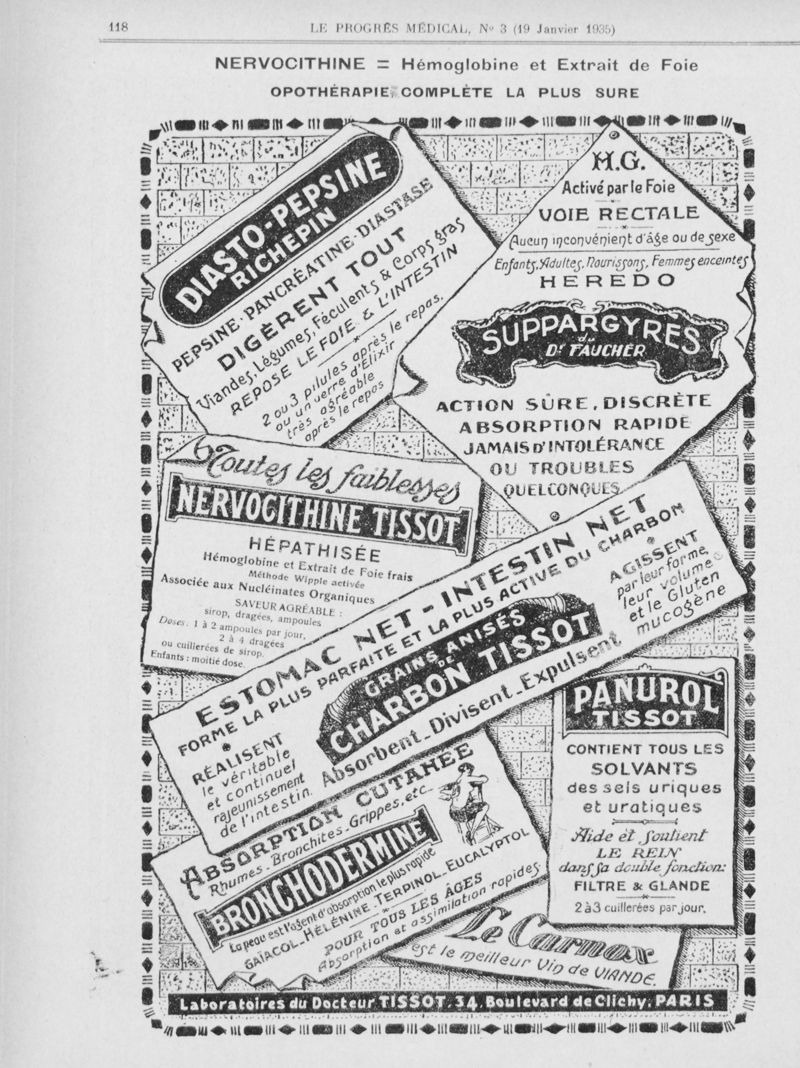 118
LE PROGRÈS MÉDICAL, Nº 3 (19 Janvier 1935)
NERVOCITHINE = Hémoglobine et Extrait de Foie
OPOTHÉRAPIE COMPLÈTE LA PLUS SURE
DIASTO-PEPSINE
RICHEPIN
PEPSINE-PANCRÉATINE-DIASTASE
DIGÈRENT TOUT
Viandes, Légumes, Féculents & Corps gras
REPOSE LE FOIE & L'INTESTIN
2 ou 3 pilules après le repas.
ou un verre d'Elixir
très agréable
après le repas
H.G.
Activé par le Foie
VOIE RECTALE
Aucun inconvénient d'âge ou de sexe
Enfants, Adultes, Nourissons, Femmes enceintes
HEREDO
SUPPARGYRES
du
Dr FAUCHER
ACTION SÛRE, DISCRÈTE
ABSORPTION RAPIDE
JAMAIS D'INTOLÉRANCE
OU TROUBLES
QUELCONQUES
Toutes les faiblesses
NERVOCITHINE TISSOT
HÉPATHISÉE
Hémoglobine et Extrait de Foie frais
Méthode Wipple activée
Associée aux Nucléinates Organiques
SAVEUR AGRÉABLE :
sirop, dragées, ampoules
Doses: 1 à 2 ampoules par jour,
2 à 4 dragées
ou cuillerées de sirop.
Enfants: moitié dose.
ESTOMAC NET - INTESTIN NET
FORME LA PLUS PARFAITE ET LA PLUS ACTIVE DU CHARBON
GRAINS ANISÉS
DE
CHARBON TISSOT
Absorbent_Divisent_Expulsent
RÉALISENT
le véritable
et continuel
rajeunissement
de l'intestin.
AGISSENT
par leur forme,
leur volume
et le Gluten
mucogène
PANUROL
TISSOT
CONTIENT TOUS LES
SOLVANTS
des sels uriques
et uratiques
Aide et Soutient
LE REIN
dans sa double fonction:
FILTRE & GLANDE
2 à 3 cuillerées par jour.
ABSORPTION CUTANÉE
Rhumes_Bronchites_Grippes, etc...
BRONCHODERMINE
La peau est l'agent d'absorption le plus rapide
GAÏACOL_HÉLÉNINE_TERPINOL_EUCALYPTOL
POUR TOUS LES ÂGES
Absorption et assimilation rapides.
Le Carnox
est le meilleur Vin de VIANDE.
Laboratoires du Docteur TISSOT. 34. Boulevard de Clichy, PARIS